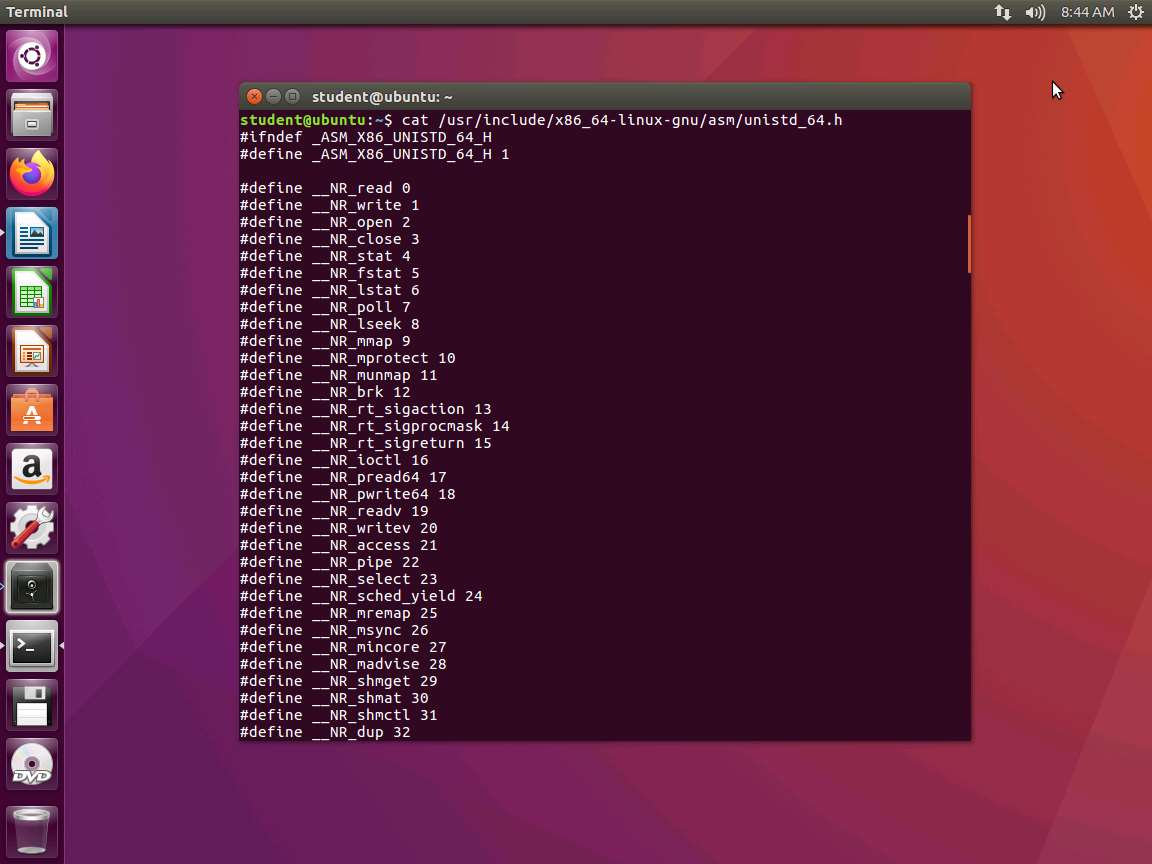 Terminal
8:44 AM
student@ubuntu: ~
student@ubuntu:~$ cat /usr/include/x86_64-linux-gnu/asm/unistd_64.h
#ifndef _ASM_X86_UNISTD_64_H
#define _ASM_X86_UNISTD_64_H 1
#define __NR_read 0
#define __NR_write 1
#define __NR_open 2
#define __NR_close 3
#define __NR_stat 4
#define __NR_fstat 5
#define __NR_lstat 6
#define __NR_poll 7
#define __NR_lseek 8
#define __NR_mmap 9
#define __NR_mprotect 10
#define __NR_munmap 11
#define __NR_brk 12
#define __NR_rt_sigaction 13
#define __NR_rt_sigprocmask 14
#define __NR_rt_sigreturn 15
#define __NR_ioctl 16
#define __NR_pread64 17
#define __NR_pwrite64 18
#define __NR_readv 19
#define __NR_writev 20
#define __NR_access 21
#define __NR_pipe 22
#define __NR_select 23
#define __NR_sched_yield 24
#define __NR_mremap 25
#define __NR_msync 26
#define __NR_mincore 27
#define __NR_madvise 28
#define __NR_shmget 29
#define __NR_shmat 30
#define __NR_shmctl 31
#define __NR_dup 32
A
a
>_
DVD